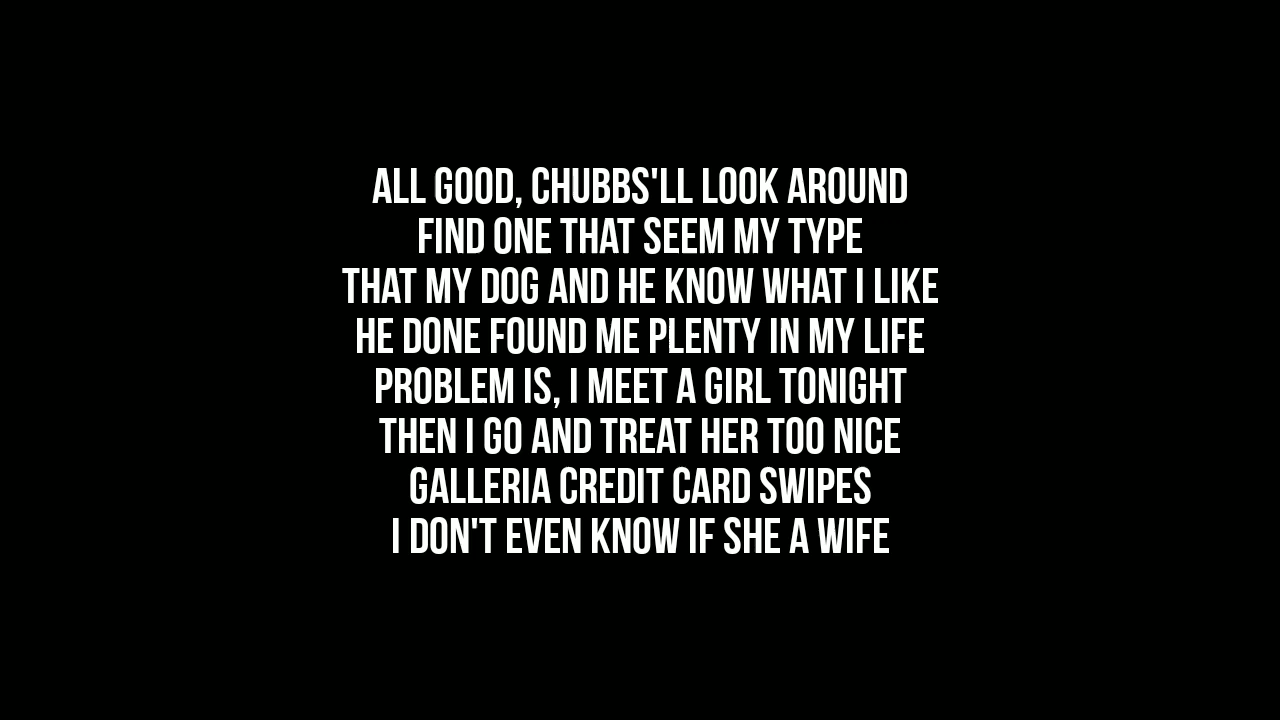 ALL GOOD, CHUBBS'LL LOOK AROUND
FIND ONE THAT SEEM MY TYPE
THAT MY DOG AND HE KNOW WHAT I LIKE
HE DONE FOUND ME PLENTY IN MY LIFE
PROBLEM IS, I MEET A GIRL TONIGHT
THEN I GO AND TREAT HER TOO NICE
GALLERIA CREDIT CARD SWIPES
I DON'T EVEN KNOW IF SHE A WIFE